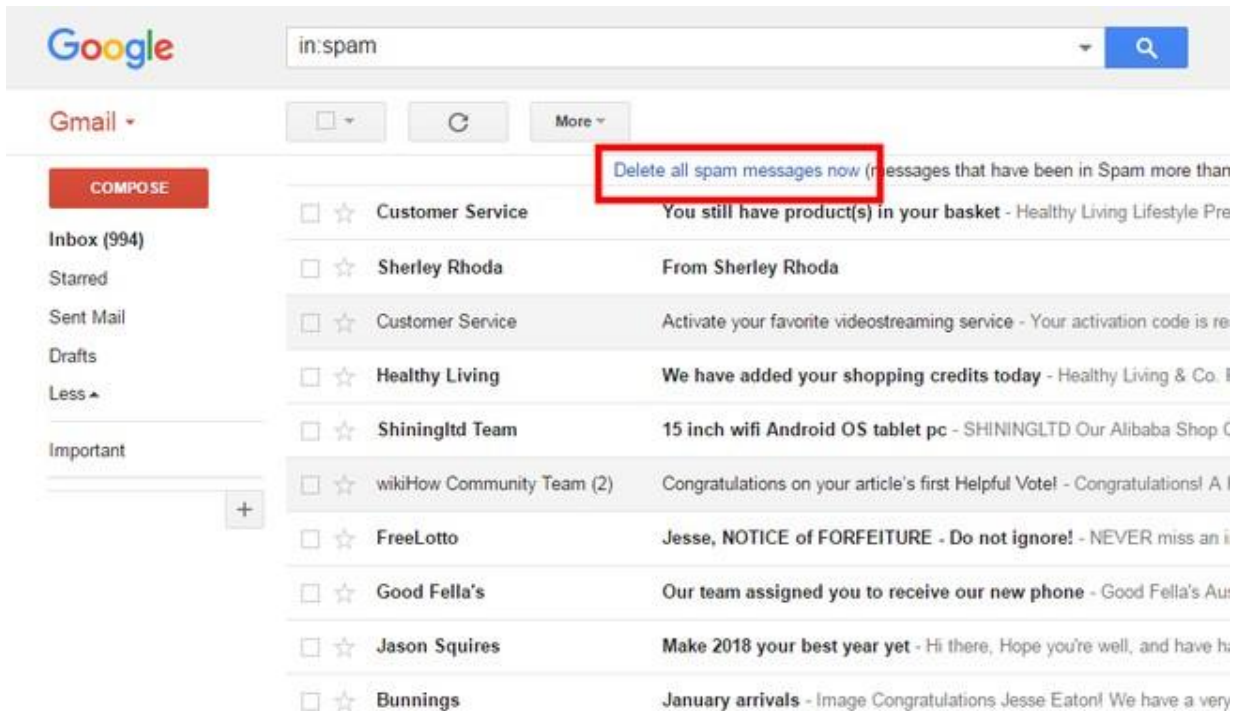 Google
in:spam
Gmail
More
Delete all spam messages now (messages that have been in Spam more than
COMPOSE
Customer Service You still have product(s) in your basket - Healthy Living Lifestyle Pre
Inbox (994)
Sherley Rhoda From Sherley Rhoda
Starred
Sent Mail
Customer Service Activate your favorite videostreaming service - Your activation code is re
Drafts
Healthy Living We have added your shopping credits today - Healthy Living & Co.
Less
Shiningltd Team 15 inch wifi Android OS tablet pc - SHININGLTD Our Alibaba Shop
Important
wikiHow Community Team (2) Congratulations on your article's first Helpful Vote! - Congratulations! A
+
FreeLotto Jesse, NOTICE of FORFEITURE - Do not ignore! - NEVER miss an
Good Fella's Our team assigned you to receive our new phone - Good Fella's Aus
Jason Squires Make 2018 your best year yet - Hi there, Hope you're well, and have ha
Bunnings January arrivals - Image Congratulations Jesse Eaton! We have a very